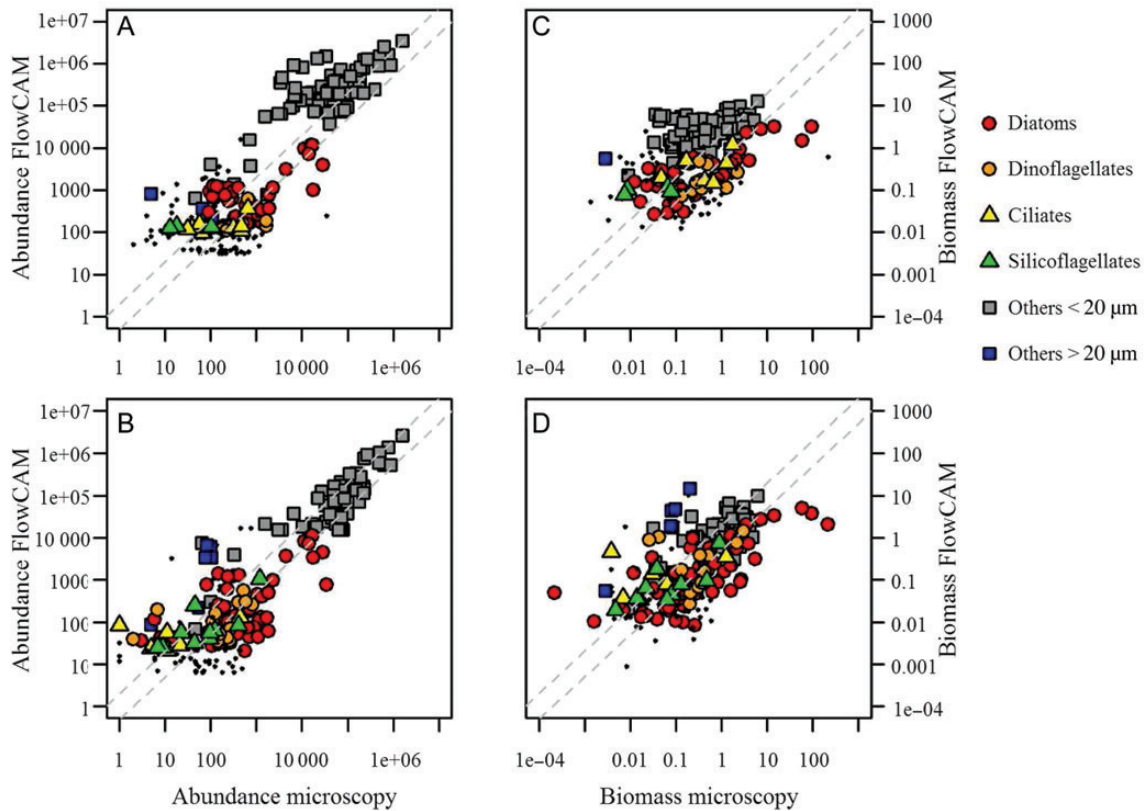 A
C
1e+07
1e+06
1e+05
10 000
1000
100
10
1
Abundance FlowCAM
1000
100
10
1
0.1
0.01
0.001
1e−04
Biomass FlowCAM
1 10 100 10 000 1e+06
1e−04 0.01 0.1 1 10 100
Diatoms
Dinoflagellates
Ciliates
Silicoflagellates
Others < 20 µm
Others > 20 µm
B
D
1e+07
1e+06
1e+05
10 000
1000
100
10
1
Abundance FlowCAM
1000
100
10
1
0.1
0.01
0.001
1e−04
Biomass FlowCAM
1 10 100 10 000 1e+06
1e−04 0.01 0.1 1 10 100
Abundance microscopy
Biomass microscopy